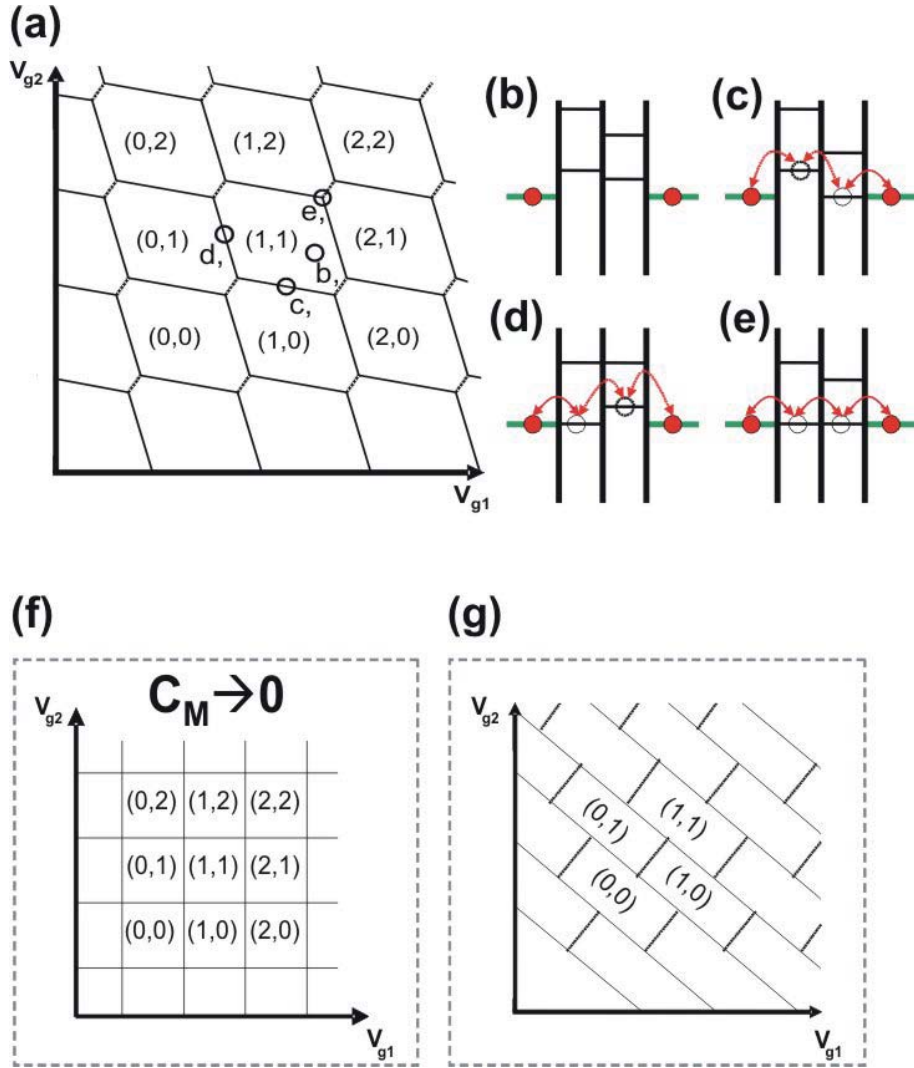 (a)
Vg2
(0,2) (1,2) (2,2)
e,
(0,1) (1,1) (2,1)
d, b,
c,
(0,0) (1,0) (2,0)
Vg1
(b) (c)
(d) (e)
(f)
CM→0
Vg2
(0,2) (1,2) (2,2)
(0,1) (1,1) (2,1)
(0,0) (1,0) (2,0)
Vg1
(g)
Vg2
(0,1) (1,1)
(0,0) (1,0)
Vg1